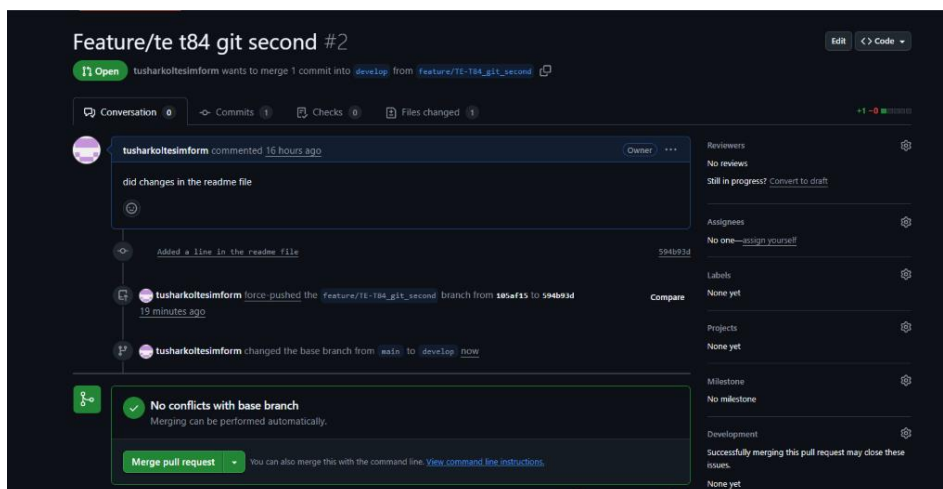 Feature/te t84 git second #2
Edit
<> Code
Open
tusharkoltesimform wants to merge 1 commit into develop from feature/TE-T84_git_second
Conversation 0
Commits 1
Checks 0
Files changed 1
+1 −0
tusharkoltesimform commented 16 hours ago
Owner
did changes in the readme file
Added a line in the readme file
594b93d
tusharkoltesimform force-pushed the feature/TE-T84_git_second branch from 105af15 to 594b93d
19 minutes ago
Compare
tusharkoltesimform changed the base branch from main to develop now
No conflicts with base branch
Merging can be performed automatically.
Merge pull request
You can also merge this with the command line. View command line instructions.
Reviewers
No reviews
Still in progress? Convert to draft
Assignees
No one—assign yourself
Labels
None yet
Projects
None yet
Milestone
No milestone
Development
Successfully merging this pull request may close these
issues.
None yet